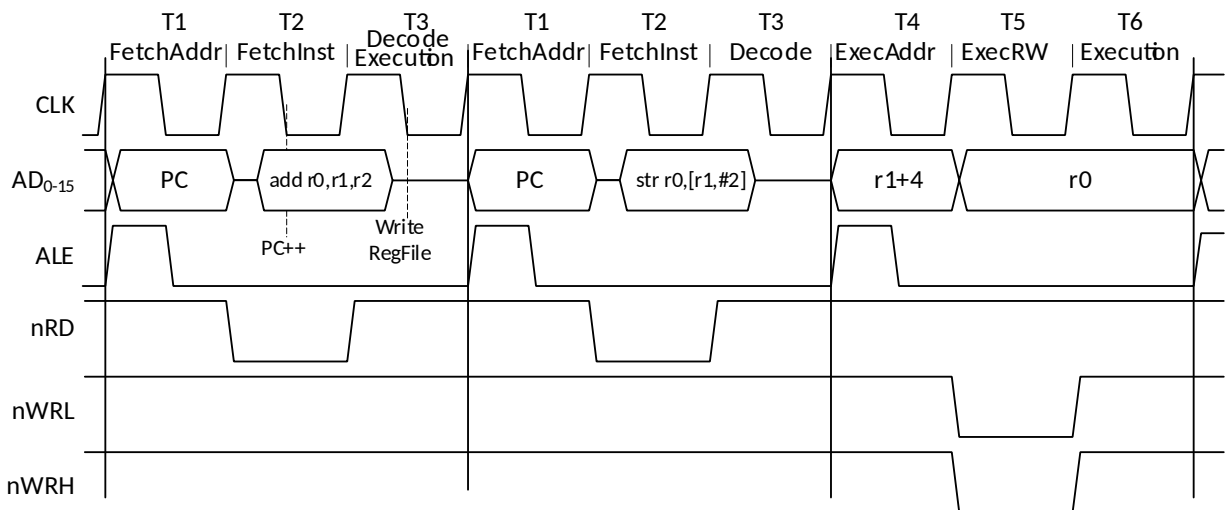 T1 T2 T3 T1 T2 T3 T4 T5 T6
FetchAddr FetchInst Decode Execution FetchAddr FetchInst Decode ExecAddr ExecRW Execution
CLK
AD0-15 PC add r0,r1,r2 PC str r0,[r1,#2] r1+4 r0
PC++
Write
RegFile
ALE
nRD
nWRL
nWRH